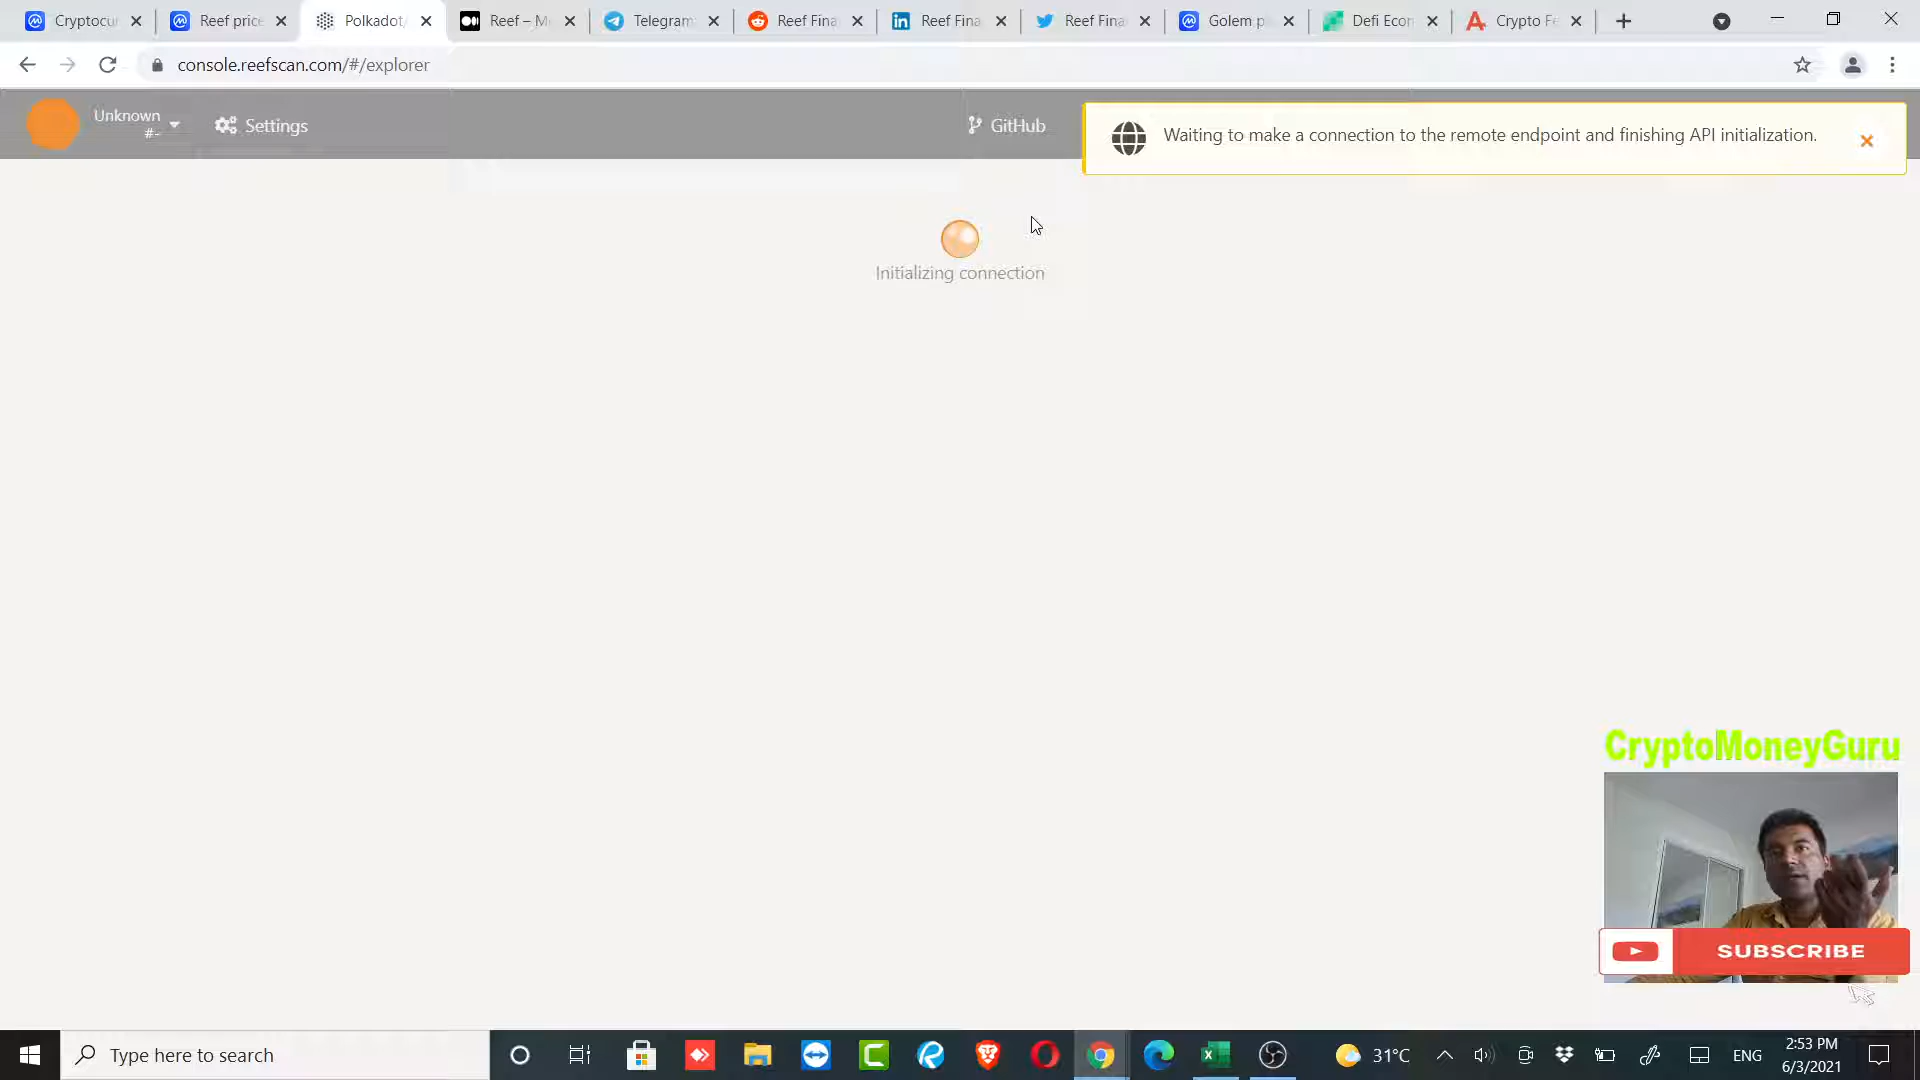 Cryptocu
Reef price
Polkadot
Reef – M
Telegram
Reef Fina
Reef Fina
Reef Fina
Golem p
Defi Econ
Crypto Fe
console.reefscan.com/#/explorer
Unknown
#-
Settings
GitHub
Waiting to make a connection to the remote endpoint and finishing API initialization.
Initializing connection
CryptoMoneyGuru
SUBSCRIBE
Type here to search
31°C
ENG
2:53 PM
6/3/2021